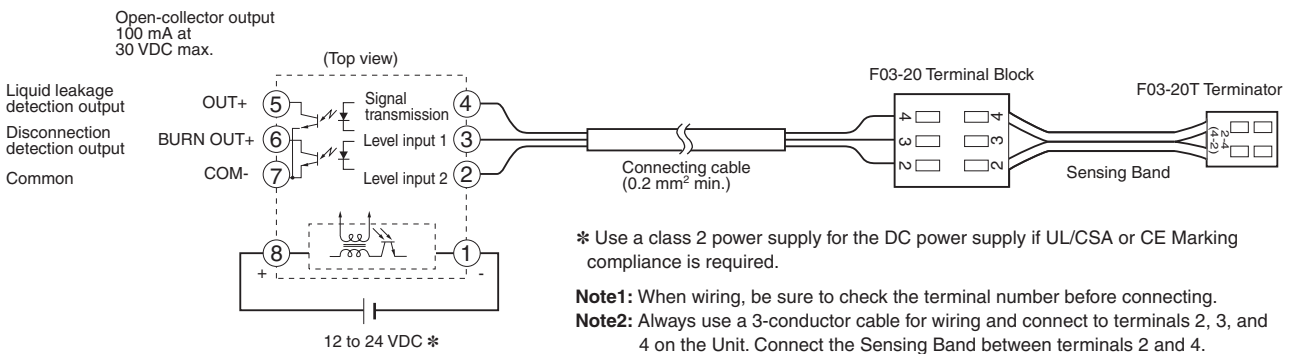 Open-collector output
100 mA at
30 VDC max.
(Top view)
Liquid leakage
detection output
Disconnection
detection output
Common
OUT+
BURN OUT+
COM-
5
6
7
Signal
transmission
Level input 1
Level input 2
4
3
2
8
1
+
-
12 to 24 VDC *
Connecting cable
(0.2 mm² min.)
F03-20 Terminal Block
4
3
2
4
3
2
Sensing Band
F03-20T Terminator
2-4
(4-2)
* Use a class 2 power supply for the DC power supply if UL/CSA or CE Marking
compliance is required.
Note1: When wiring, be sure to check the terminal number before connecting.
Note2: Always use a 3-conductor cable for wiring and connect to terminals 2, 3, and
4 on the Unit. Connect the Sensing Band between terminals 2 and 4.